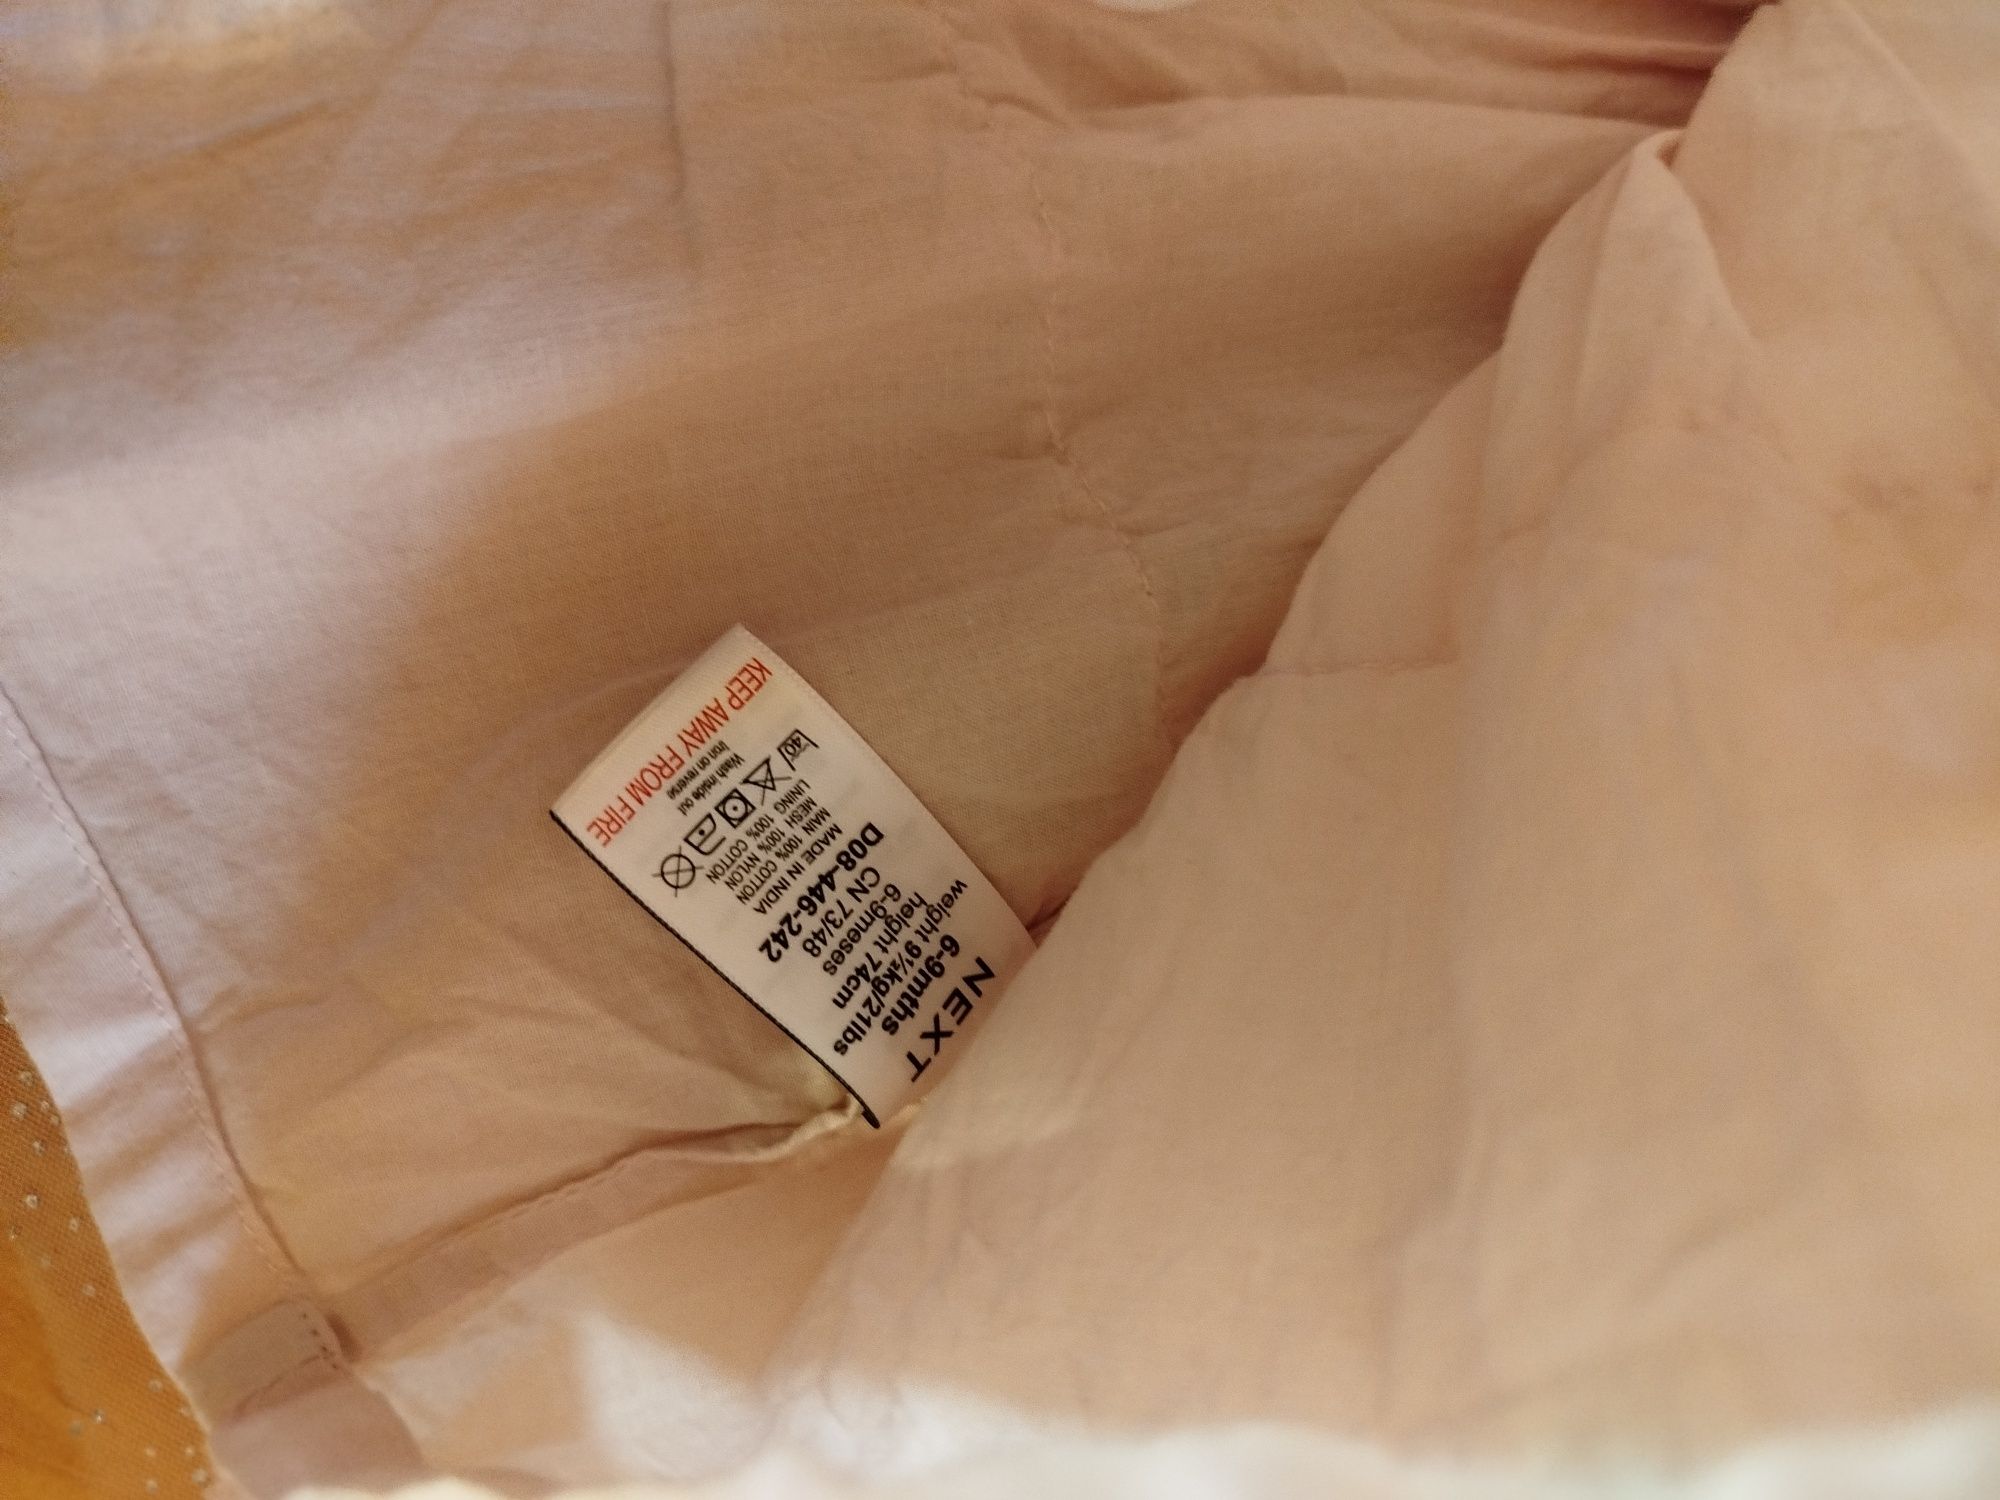 NEXT
6-9mths
weight 9½kg/21lbs
height 74cm
6-9meses
CN 73/48
D08-446-242
MADE IN INDIA
MAIN 100% COTTON
MESH 100% NYLON
LINING 100% COTTON
40
Wash inside out
Iron on reverse
KEEP AWAY FROM FIRE